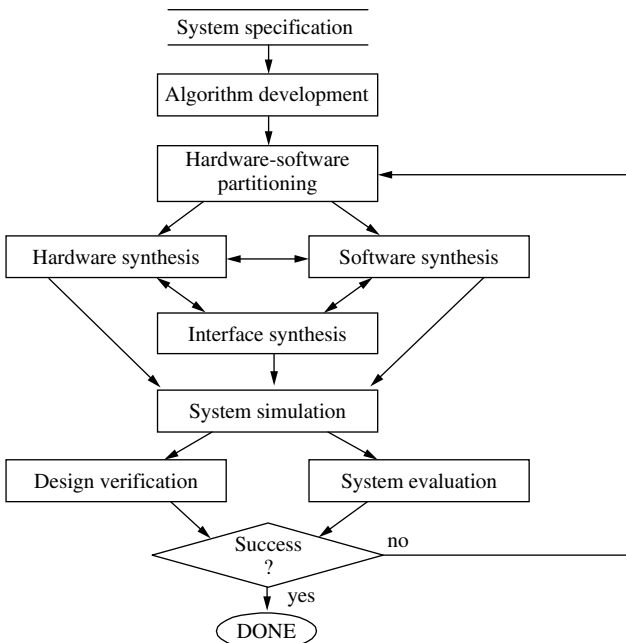 System specification
Algorithm development
Hardware-software
partitioning
Hardware synthesis
Software synthesis
Interface synthesis
System simulation
Design verification
System evaluation
Success
?
no
yes
DONE